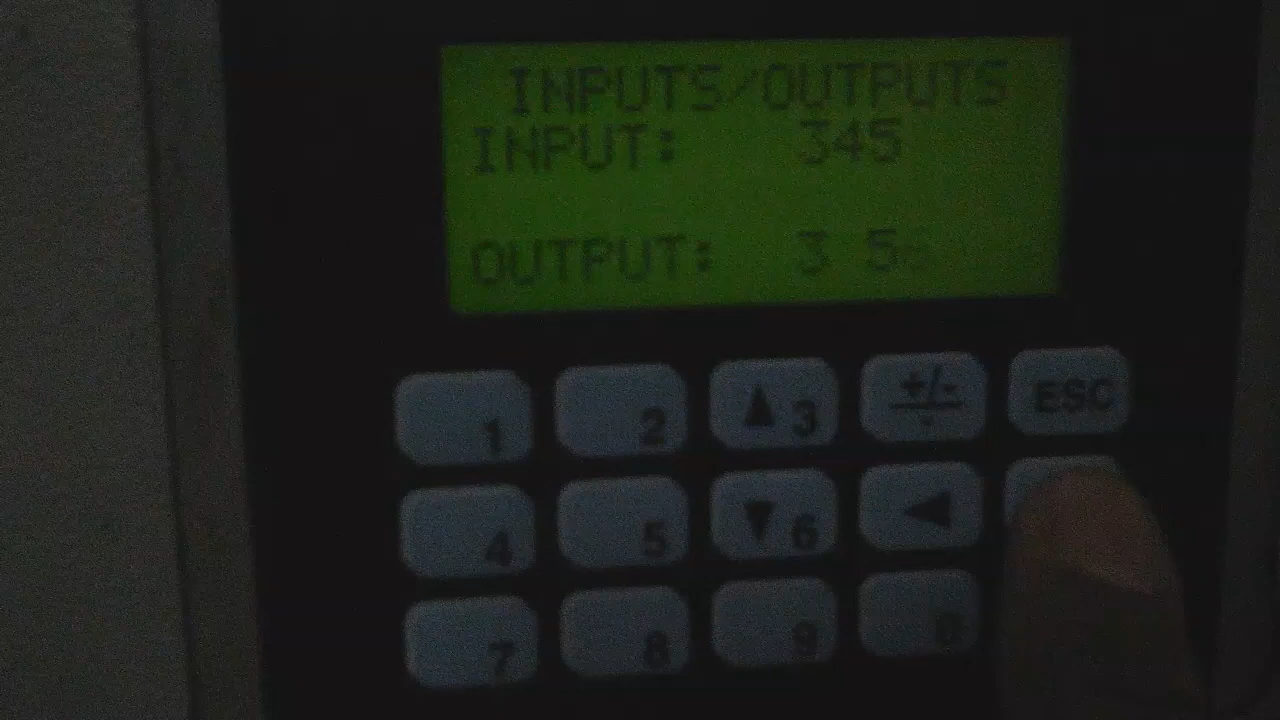 INPUTS/OUTPUTS
INPUT: 345
OUTPUT: 3 5
1 2 ▲ 3 +/- ESC
4 5 ▼ 6 ◀
7 8 9